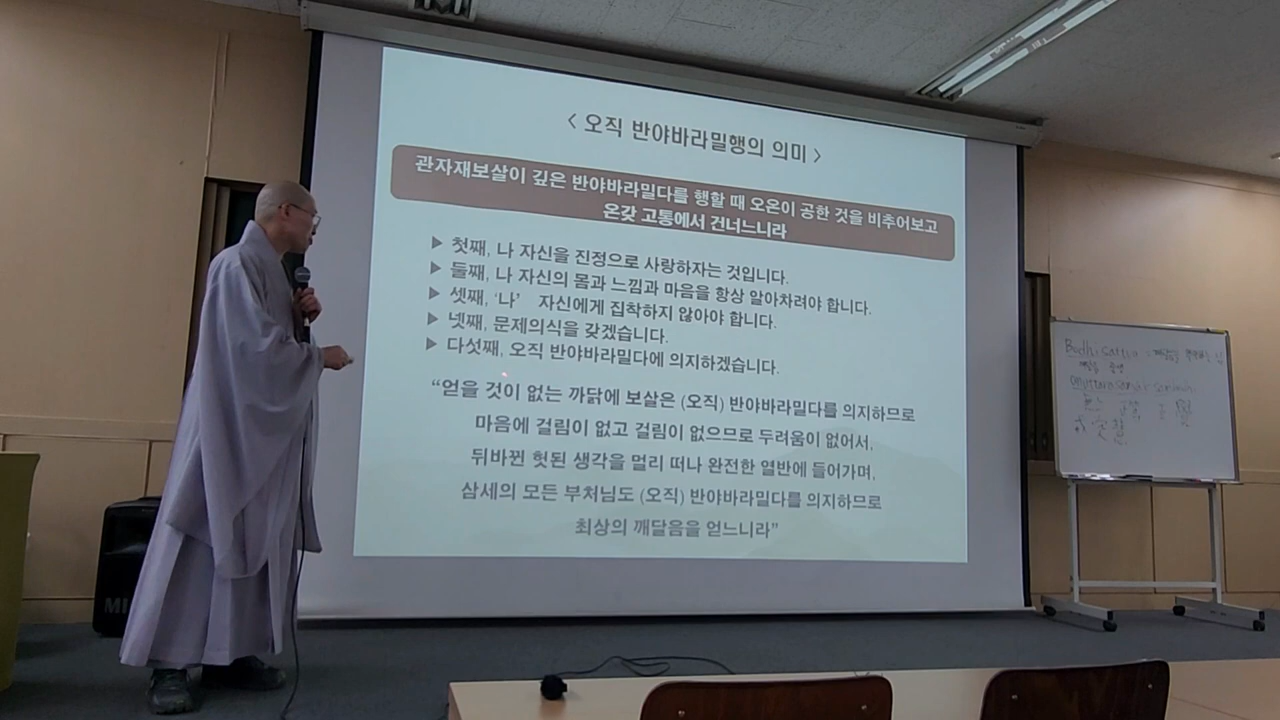 < 오직 반야바라밀행의 의미 >
관자재보살이 깊은 반야바라밀다를 행할 때 오온이 공한 것을 비추어보고
온갖 고통에서 건너느니라
▶ 첫째, 나 자신을 진정으로 사랑하자는 것입니다.
▶ 둘째, 나 자신의 몸과 느낌과 마음을 항상 알아차려야 합니다.
▶ 셋째, ‘나’ 자신에게 집착하지 않아야 합니다.
▶ 넷째, 문제의식을 갖겠습니다.
▶ 다섯째, 오직 반야바라밀다에 의지하겠습니다.
“얻을 것이 없는 까닭에 보살은 (오직) 반야바라밀다를 의지하므로
마음에 걸림이 없고 걸림이 없으므로 두려움이 없어서,
뒤바뀐 헛된 생각을 멀리 떠나 완전한 열반에 들어가며,
삼세의 모든 부처님도 (오직) 반야바라밀다를 의지하므로
최상의 깨달음을 얻느니라”